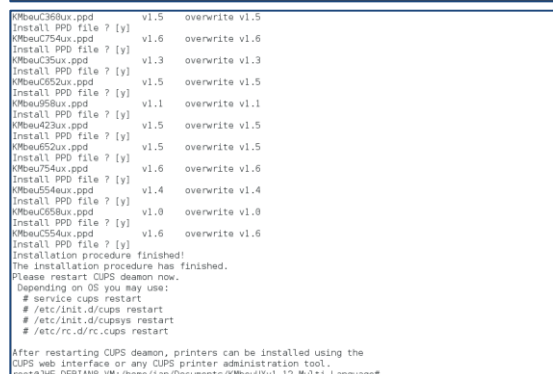 KMbeuC360ux.ppd v1.5 overwrite v1.5
Install PPD file ? [y]
KMbeuC754ux.ppd v1.6 overwrite v1.6
Install PPD file ? [y]
KMbeuC35ux.ppd v1.3 overwrite v1.3
Install PPD file ? [y]
KMbeuC652ux.ppd v1.5 overwrite v1.5
Install PPD file ? [y]
KMbeu958ux.ppd v1.1 overwrite v1.1
Install PPD file ? [y]
KMbeu423ux.ppd v1.5 overwrite v1.5
Install PPD file ? [y]
KMbeu652ux.ppd v1.5 overwrite v1.5
Install PPD file ? [y]
KMbeu754ux.ppd v1.6 overwrite v1.6
Install PPD file ? [y]
KMbeu554eux.ppd v1.4 overwrite v1.4
Install PPD file ? [y]
KMbeuC658ux.ppd v1.0 overwrite v1.0
Install PPD file ? [y]
KMbeuC554ux.ppd v1.6 overwrite v1.6
Install PPD file ? [y]
Installation procedure finished!
The installation procedure has finished.
Please restart CUPS deamon now.
Depending on OS you may use:
# service cups restart
# /etc/init.d/cups restart
# /etc/init.d/cupsys restart
# /etc/rc.d/rc.cups restart
After restarting CUPS deamon, printers can be installed using the
CUPS web interface or any CUPS printer administration tool.